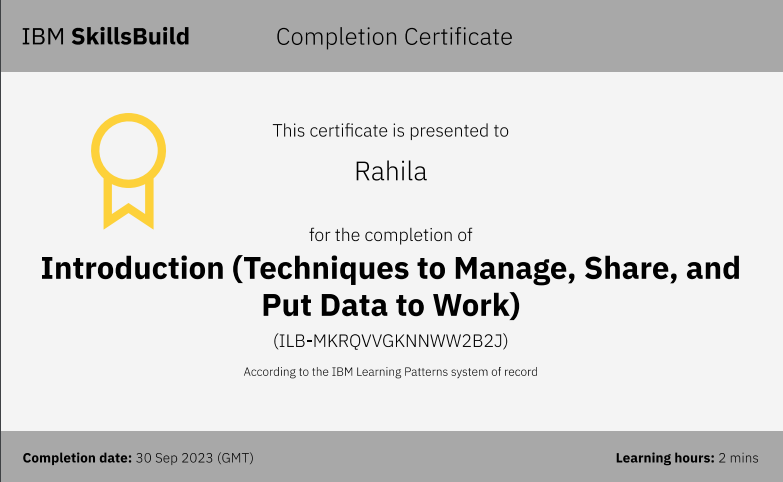 IBM SkillsBuild
Completion Certificate
This certificate is presented to
Rahila
for the completion of
Introduction (Techniques to Manage, Share, and
Put Data to Work)
(ILB-MKRQVVGKNNWW2B2J)
According to the IBM Learning Patterns system of record
Completion date: 30 Sep 2023 (GMT)
Learning hours: 2 mins